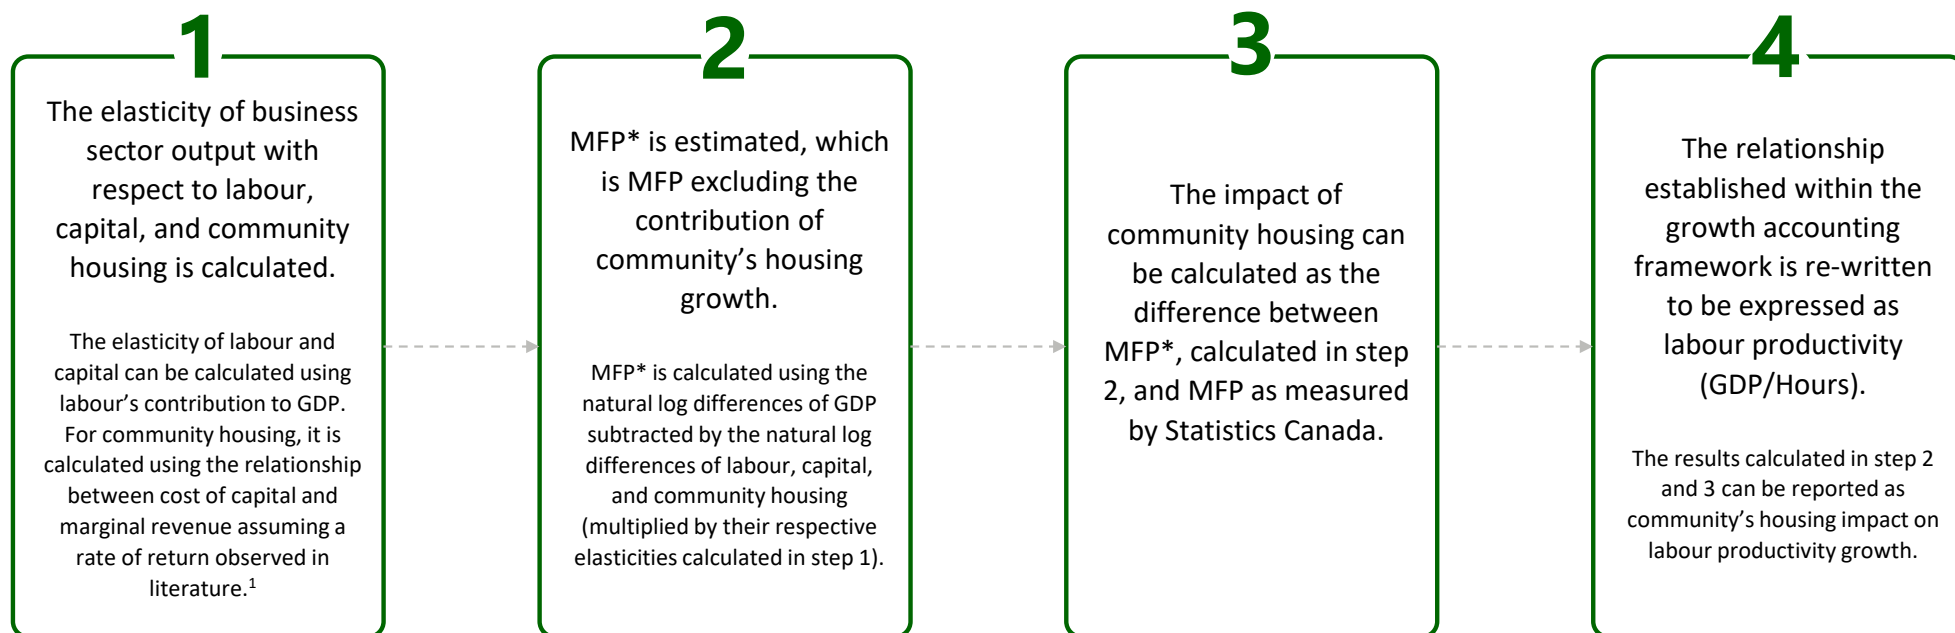 1
The elasticity of business
sector output with
respect to labour,
capital, and community
housing is calculated.
The elasticity of labour and
capital can be calculated using
labour’s contribution to GDP.
For community housing, it is
calculated using the relationship
between cost of capital and
marginal revenue assuming a
rate of return observed in
literature.¹
2
MFP* is estimated, which
is MFP excluding the
contribution of
community’s housing
growth.
MFP* is calculated using the
natural log differences of GDP
subtracted by the natural log
differences of labour, capital,
and community housing
(multiplied by their respective
elasticities calculated in step 1).
3
The impact of
community housing can
be calculated as the
difference between
MFP*, calculated in step
2, and MFP as measured
by Statistics Canada.
4
The relationship
established within the
growth accounting
framework is re-written
to be expressed as
labour productivity
(GDP/Hours).
The results calculated in step 2
and 3 can be reported as
community’s housing impact on
labour productivity growth.